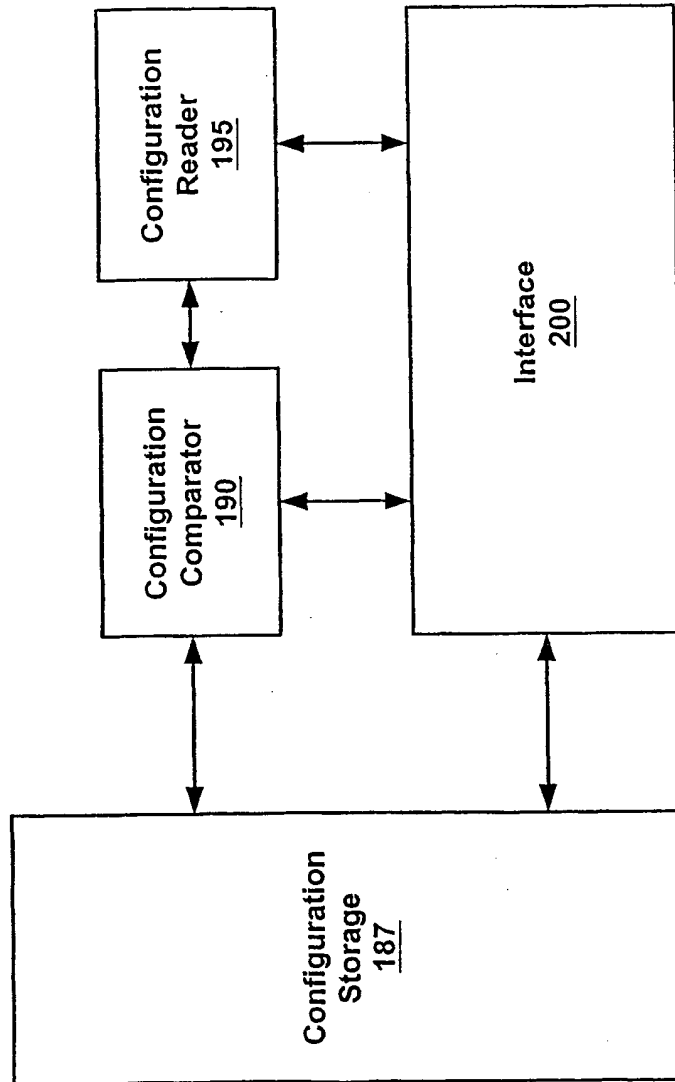 Configuration
Storage
187
Configuration
Comparator
190
Configuration
Reader
195
Interface
200